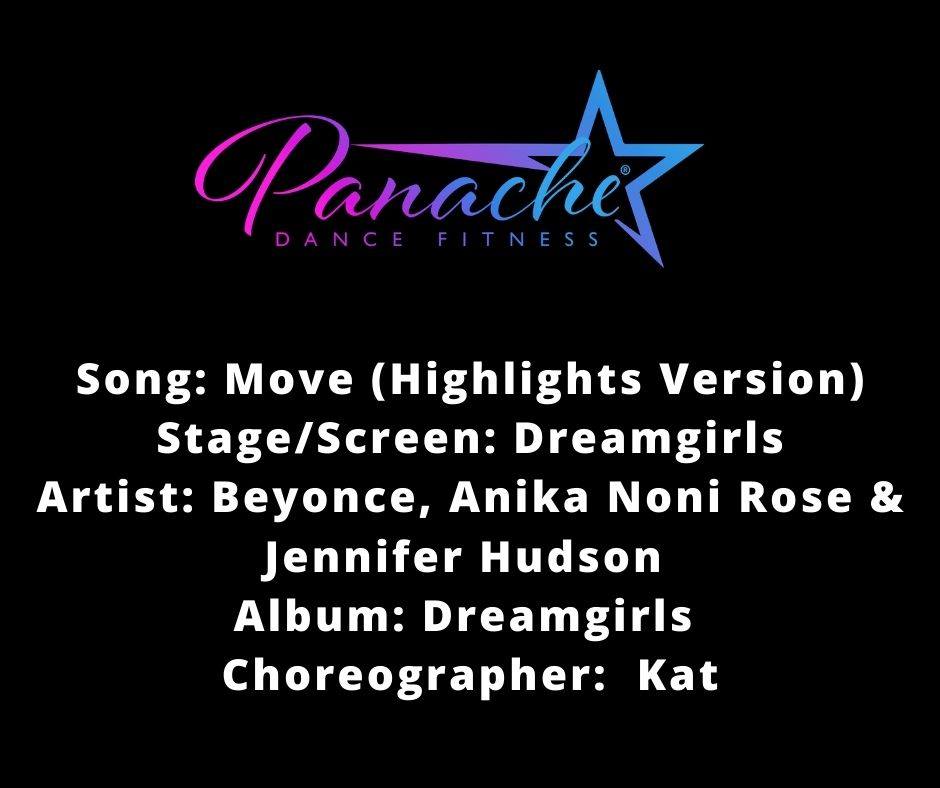 Panache®
DANCE FITNESS
Song: Move (Highlights Version)
Stage/Screen: Dreamgirls
Artist: Beyonce, Anika Noni Rose &
Jennifer Hudson
Album: Dreamgirls
Choreographer: Kat